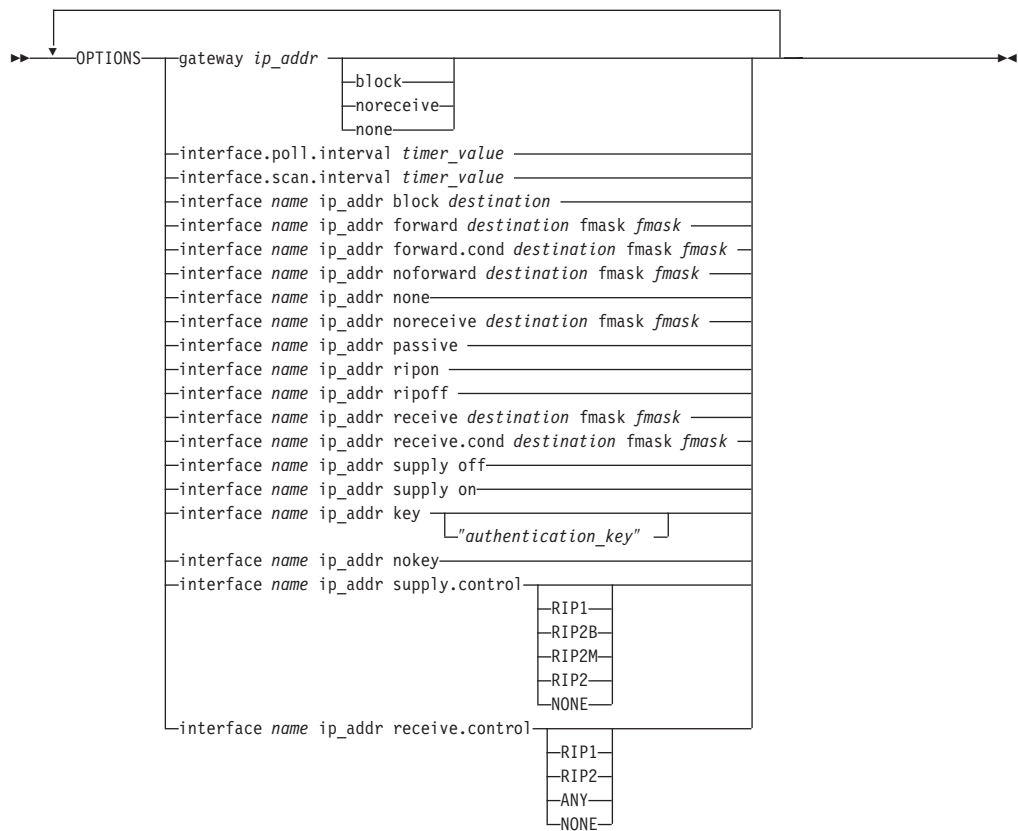 OPTIONS gateway ip_addr
block
noreceive
none
interface.poll.interval timer_value
interface.scan.interval timer_value
interface name ip_addr block destination
interface name ip_addr forward destination fmask fmask
interface name ip_addr forward.cond destination fmask fmask
interface name ip_addr noforward destination fmask fmask
interface name ip_addr none
interface name ip_addr noreceive destination fmask fmask
interface name ip_addr passive
interface name ip_addr ripon
interface name ip_addr ripoff
interface name ip_addr receive destination fmask fmask
interface name ip_addr receive.cond destination fmask fmask
interface name ip_addr supply off
interface name ip_addr supply on
interface name ip_addr key
"authentication_key"
interface name ip_addr nokey
interface name ip_addr supply.control
RIP1
RIP2B
RIP2M
RIP2
NONE
interface name ip_addr receive.control
RIP1
RIP2
ANY
NONE